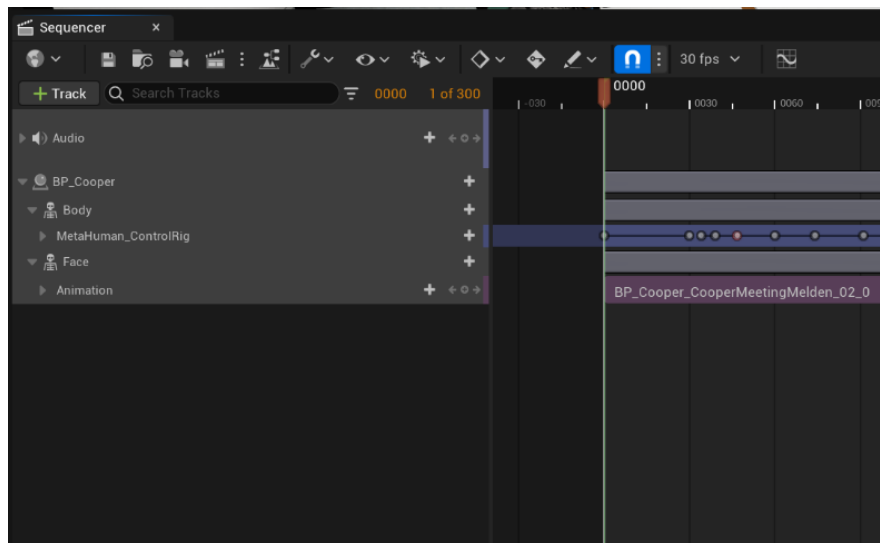 Sequencer ×
30 fps
+ Track Search Tracks 0000 1 of 300
0000
-030 0030 0060 009
Audio
BP_Cooper
Body
MetaHuman_ControlRig
Face
Animation
BP_Cooper_CooperMeetingMelden_02_0